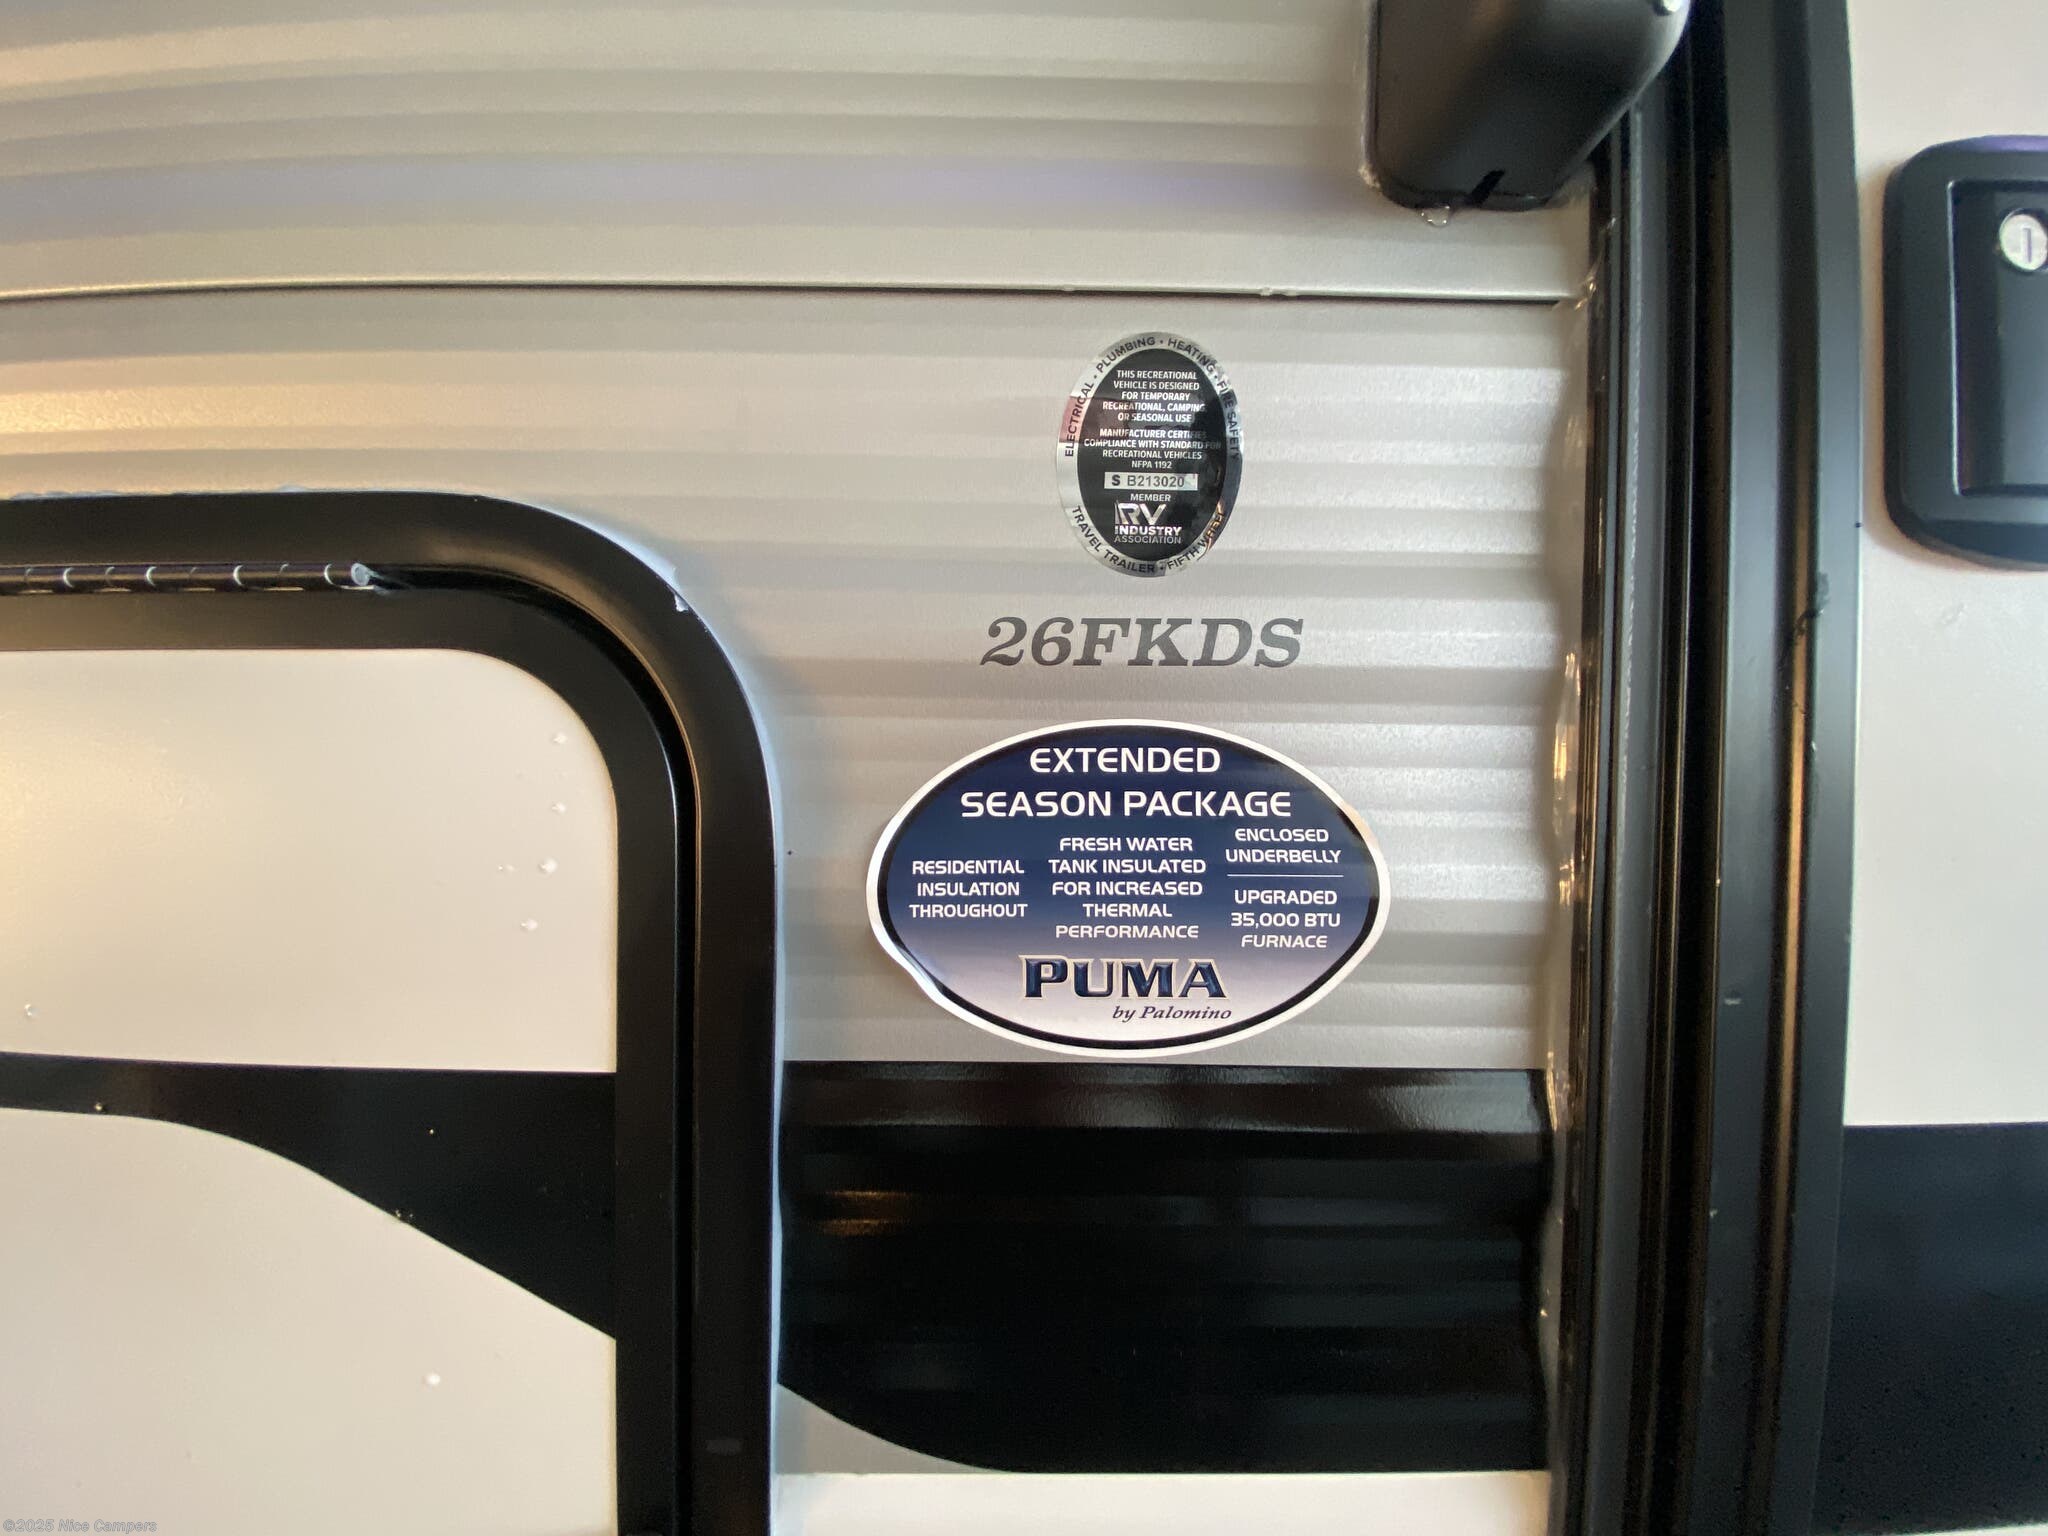 ELECTRICAL • PLUMBING • HEATING • FIRE SAFETY
THIS RECREATIONAL
VEHICLE IS DESIGNED
FOR TEMPORARY
RECREATIONAL, CAMPING,
OR SEASONAL USE
MANUFACTURER CERTIFIES
COMPLIANCE WITH STANDARD FOR
RECREATIONAL VEHICLES
NFPA 1192
S B213020
MEMBER
RV
INDUSTRY
ASSOCIATION
TRAVEL TRAILER • FIFTH WHEEL
26FKDS
EXTENDED
SEASON PACKAGE
RESIDENTIAL
INSULATION
THROUGHOUT
FRESH WATER
TANK INSULATED
FOR INCREASED
THERMAL
PERFORMANCE
ENCLOSED
UNDERBELLY
UPGRADED
35,000 BTU
FURNACE
PUMA
by Palomino
©2025 Nice Campers